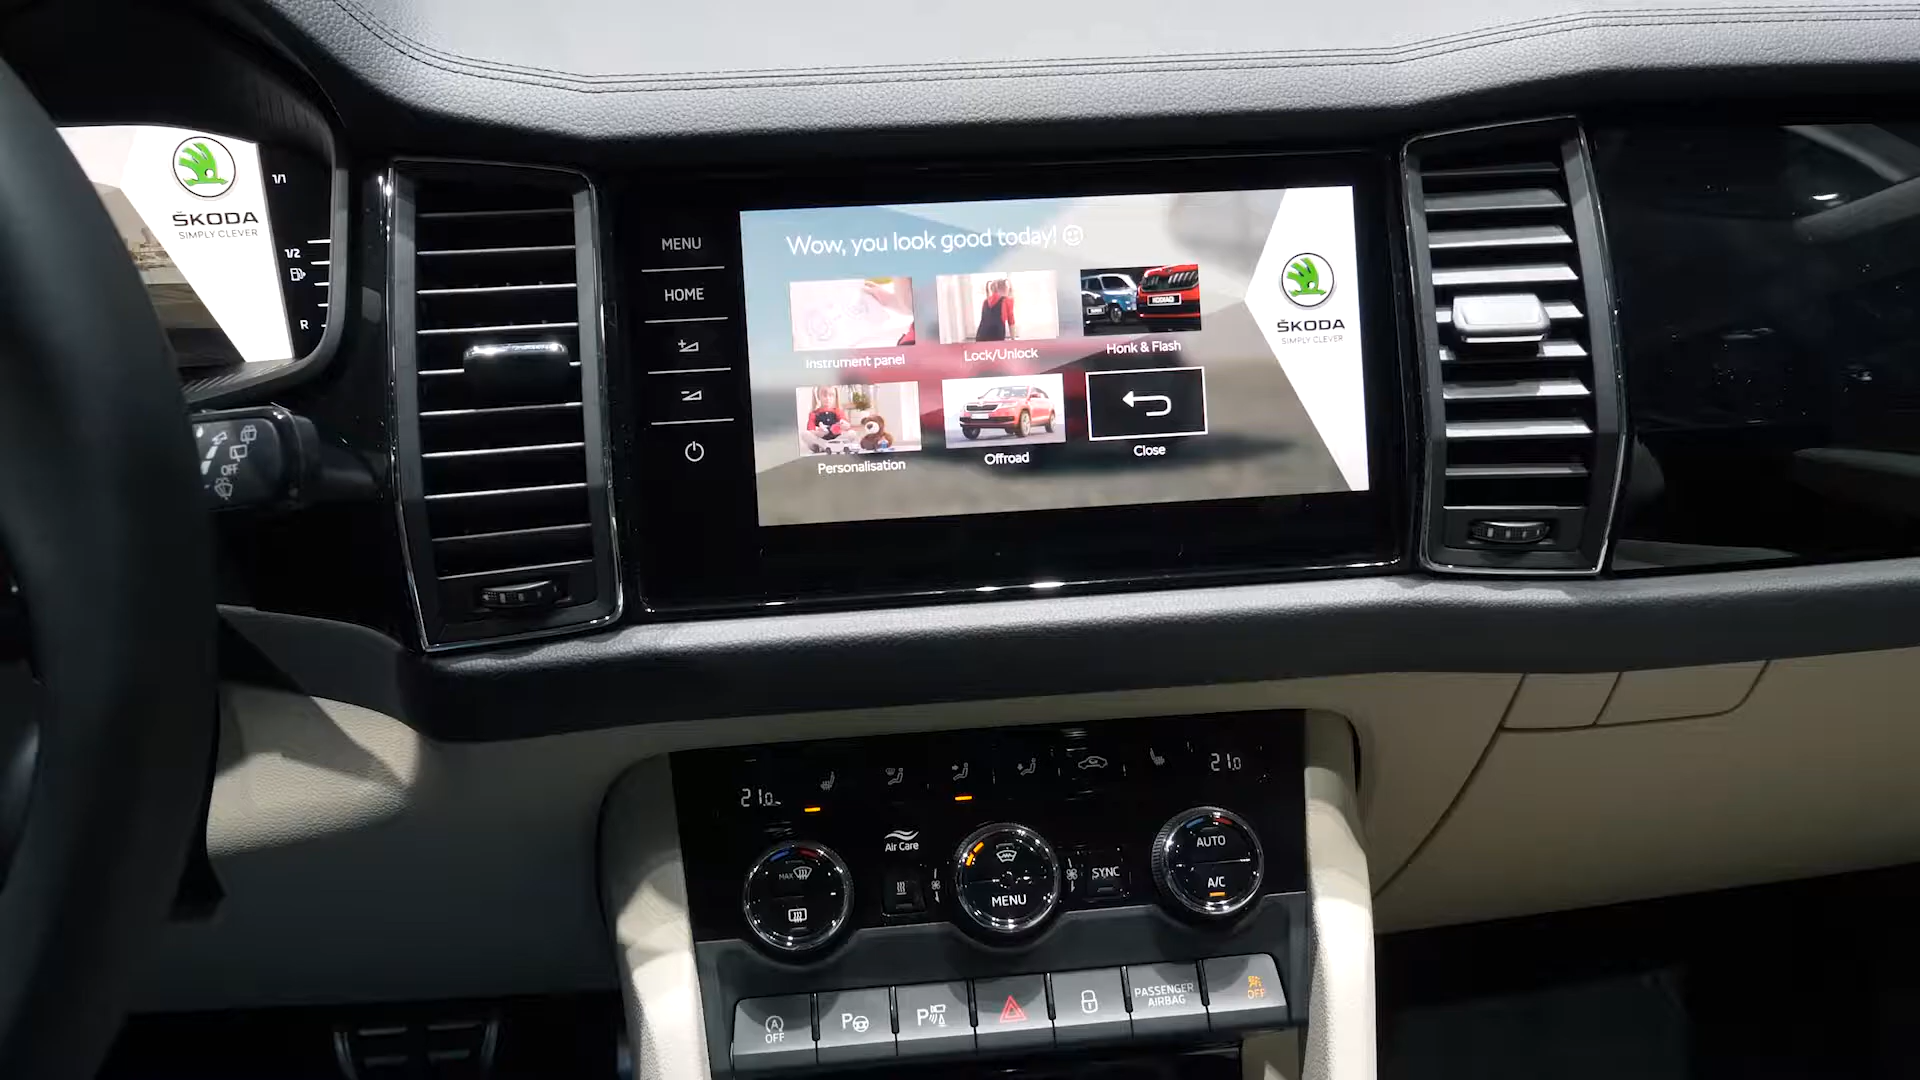 ŠKODA
SIMPLY CLEVER
1/1
1/2
R
OFF
MENU
HOME
Wow, you look good today!
Instrument panel
Lock/Unlock
Honk & Flash
Personalisation
Offroad
Close
KODIAQ
ŠKODA
SIMPLY CLEVER
21.0
21.0
Air Care
MAX
MENU
SYNC
AUTO
A/C
A
OFF
P
P
PASSENGER
AIRBAG
OFF